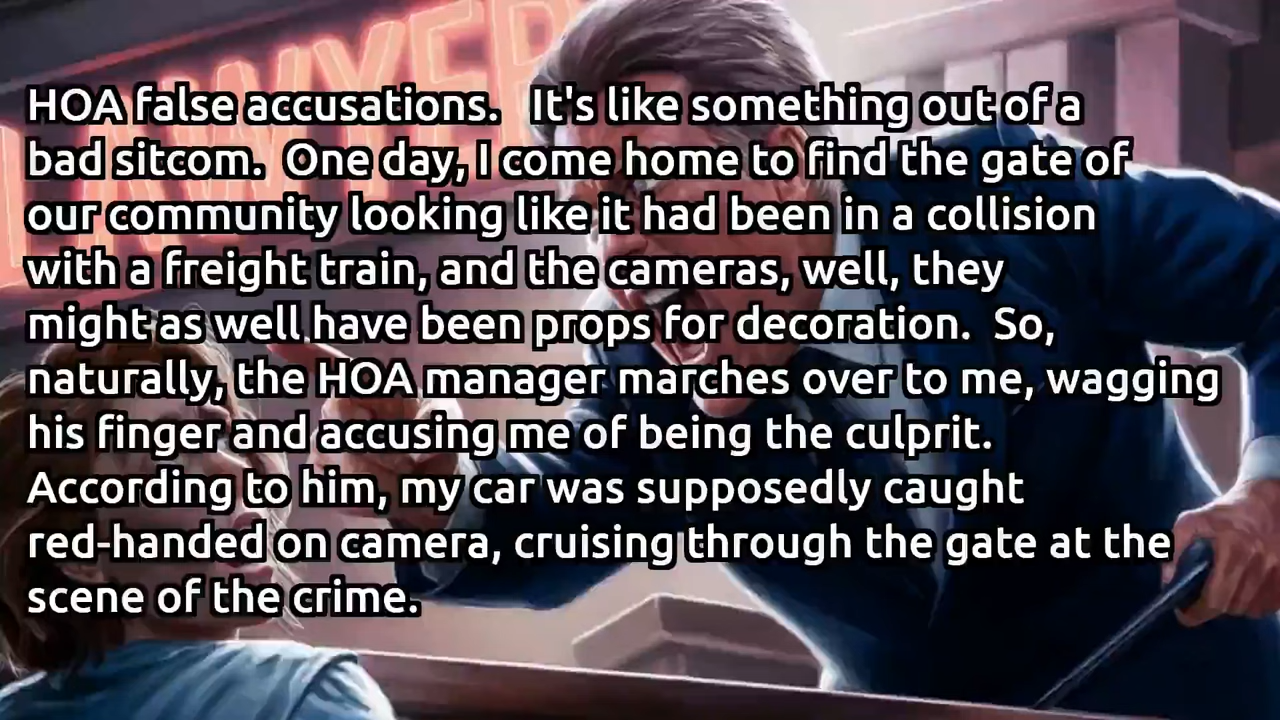 LAWYER
HOA false accusations.   It's like something out of a
bad sitcom.  One day, I come home to find the gate of
our community looking like it had been in a collision
with a freight train, and the cameras, well, they
might as well have been props for decoration.  So,
naturally, the HOA manager marches over to me, wagging
his finger and accusing me of being the culprit.
According to him, my car was supposedly caught
red-handed on camera, cruising through the gate at the
scene of the crime.